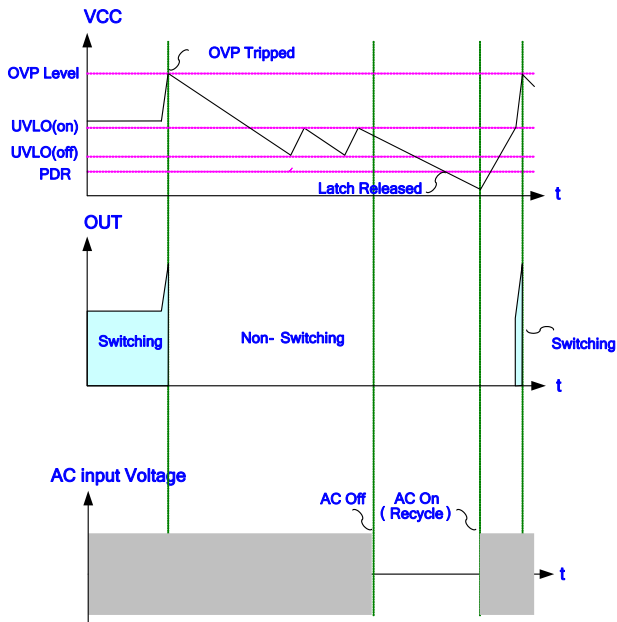 VCC
OVP Tripped
OVP Level
UVLO(on)
UVLO(off)
PDR
Latch Released
t
OUT
Switching
Non- Switching
Switching
t
AC input Voltage
AC Off
AC On
( Recycle )
t